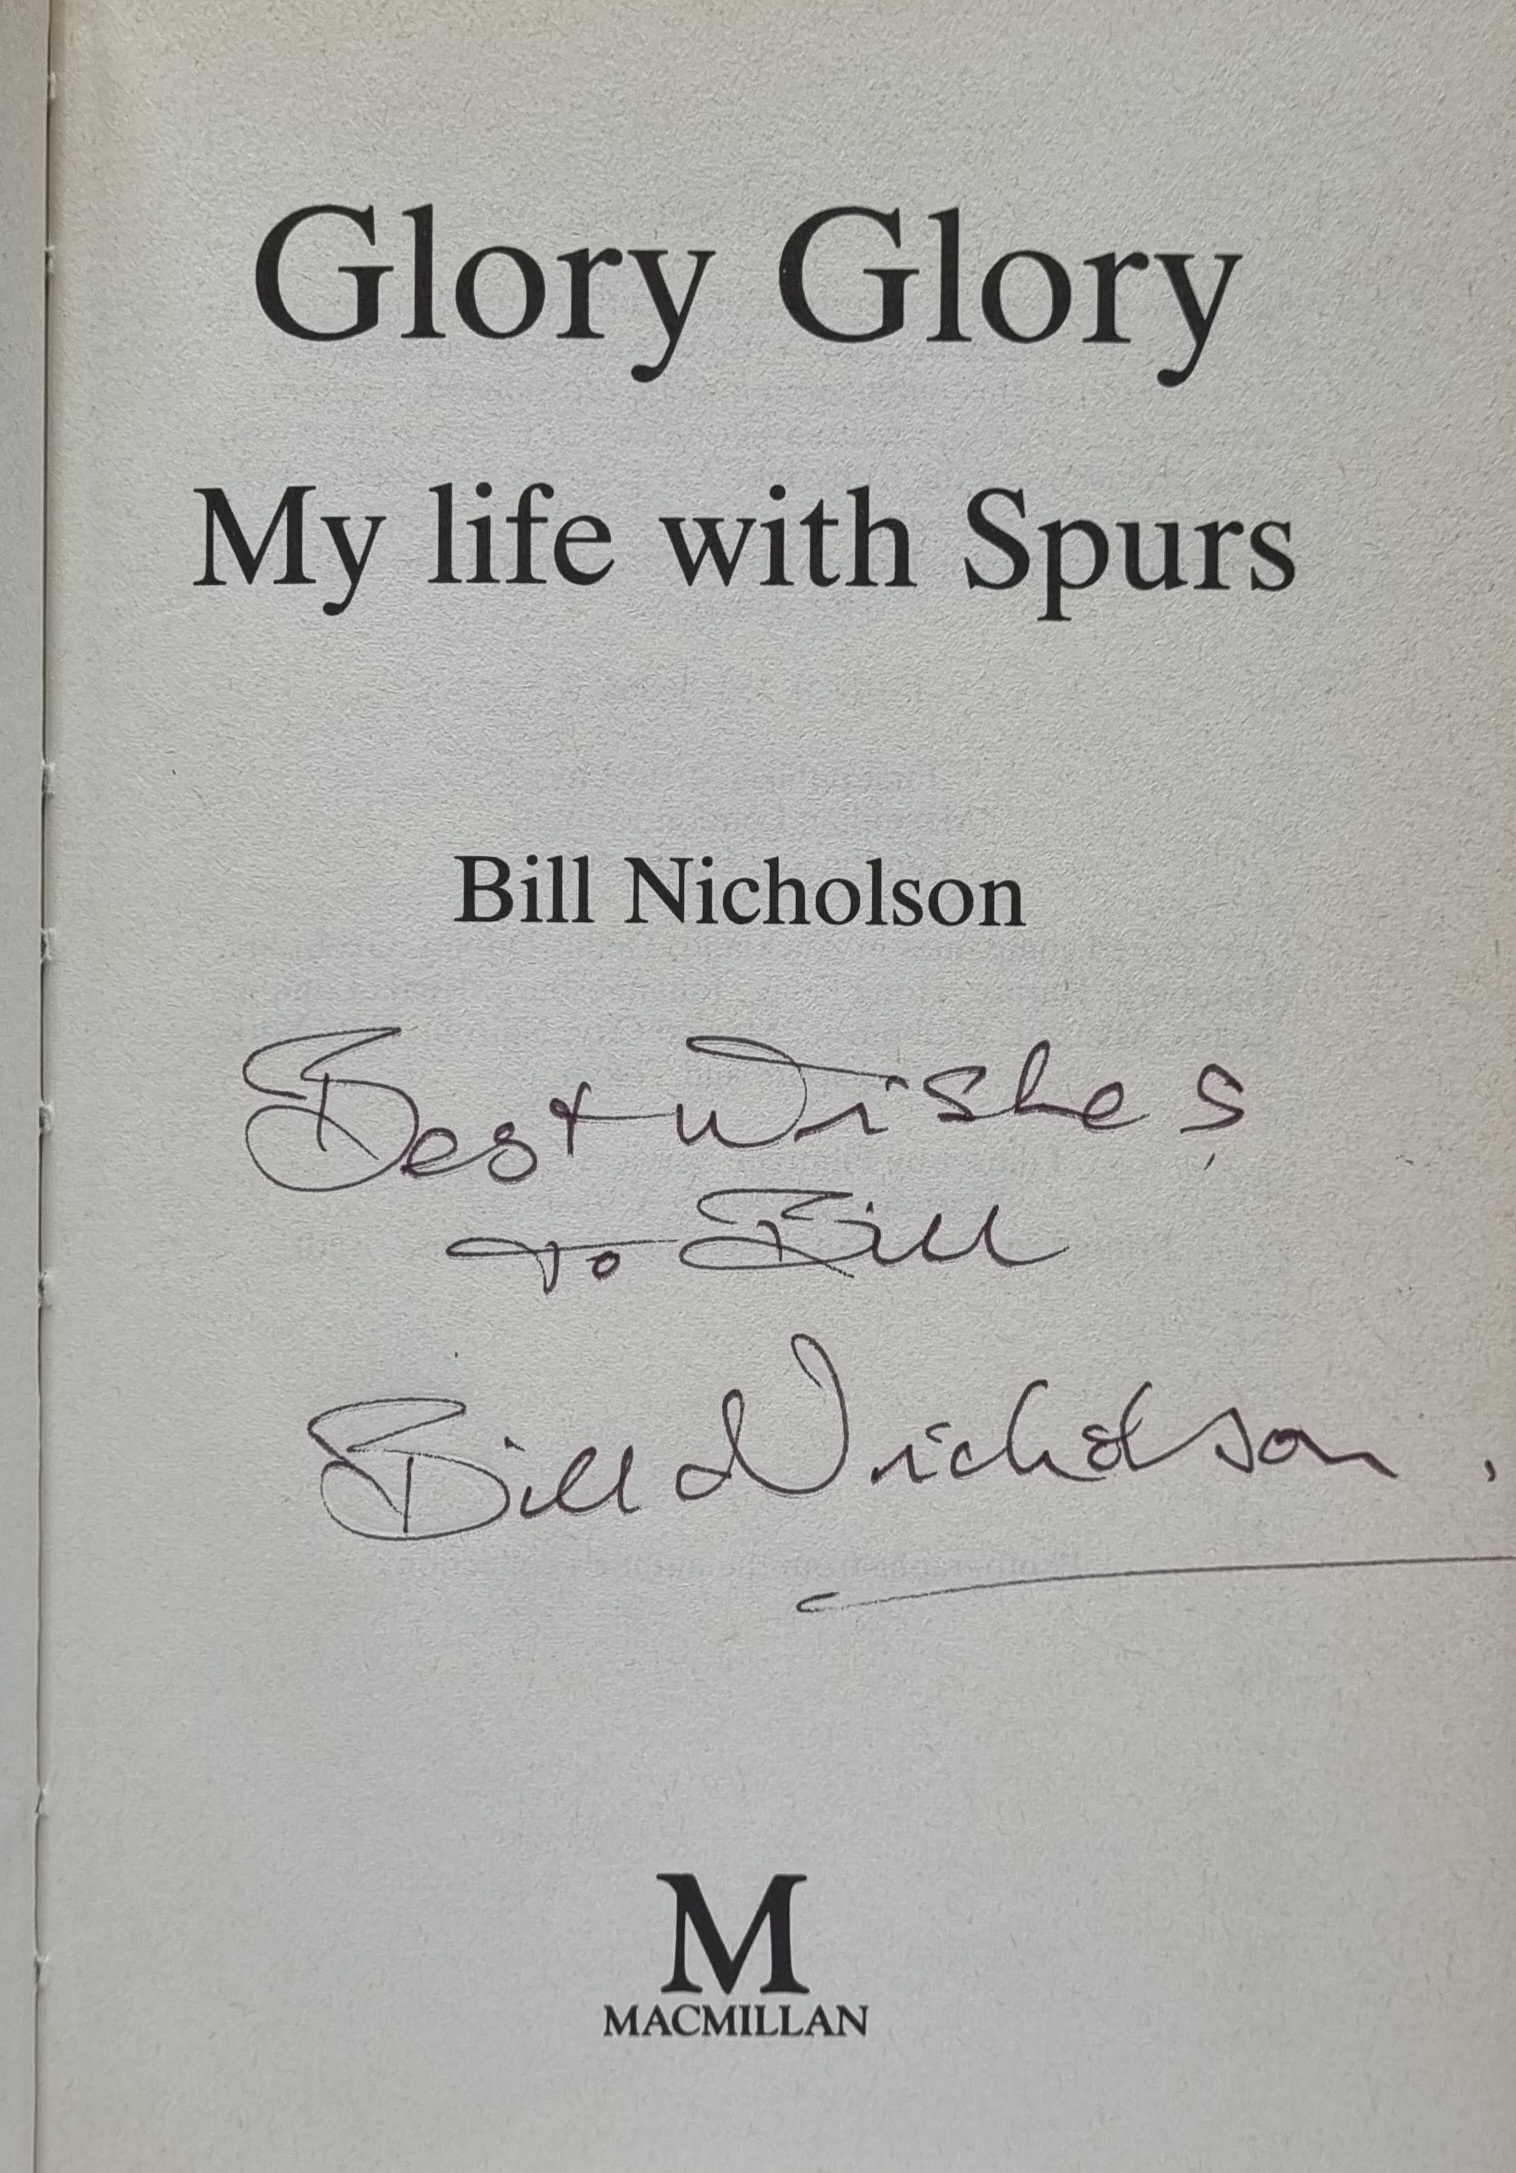 Glory Glory
My life with Spurs
Bill Nicholson
Best Wishes
To Bill
Bill Nicholson.
M
MACMILLAN